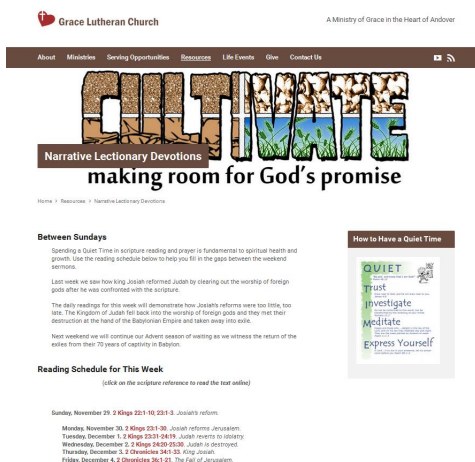 Grace Lutheran Church
A Ministry of Grace in the Heart of Andover
About Ministries Serving Opportunities Resources Life Events Give Contact Us
CULTIVATE
Narrative Lectionary Devotions
making room for God's promise
Home > Resources > Narrative Lectionary Devotions
Between Sundays
Spending a Quiet Time in scripture reading and prayer is fundamental to spiritual health and
growth. Use the reading schedule below to help you fill in the gaps between the weekend
sermons.
Last week we saw how king Josiah reformed Judah by clearing out the worship of foreign
gods after he was confronted with the scripture.
The daily readings for this week will demonstrate how Josiah's reforms were too little, too
late. The Kingdom of Judah fell back into the worship of foreign gods and they met their
destruction at the hand of the Babylonian Empire and taken away into exile.
Next weekend we will continue our Advent season of waiting as we witness the return of the
exiles from their 70 years of captivity in Babylon.
Reading Schedule for This Week
(click on the scripture reference to read the text online)
Sunday, November 29. 2 Kings 22:1-10; 23:1-3. Josiah's reform.
Monday, November 30. 2 Kings 23:1-30. Josiah reforms Jerusalem.
Tuesday, December 1. 2 Kings 23:31-24:19. Judah reverts to idolatry.
Wednesday, December 2. 2 Kings 24:20-25:30. Judah is destroyed.
Thursday, December 3. 2 Chronicles 34:1-33. King Josiah.
Friday, December 4. 2 Chronicles 36:1-21. The Fall of Jerusalem.
How to Have a Quiet Time
QUIET
Trust
Investigate
Meditate
Express Yourself